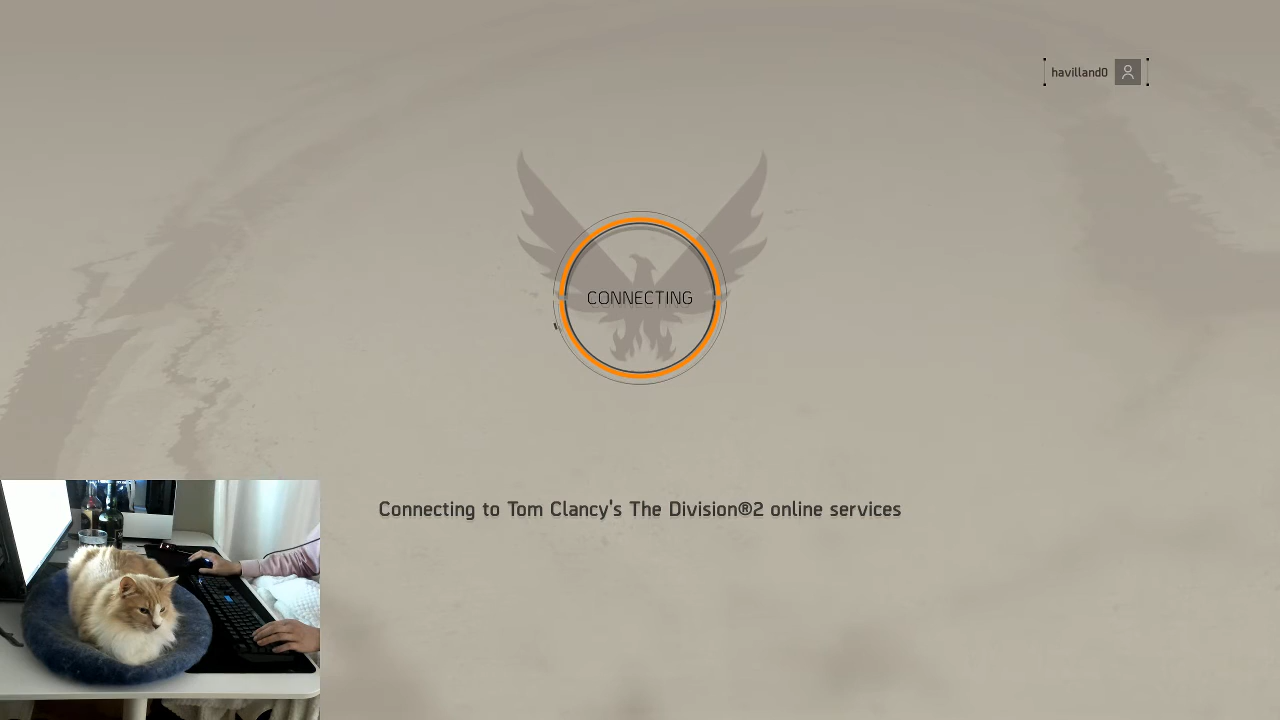 havilland0
CONNECTING
Connecting to Tom Clancy's The Division®2 online services